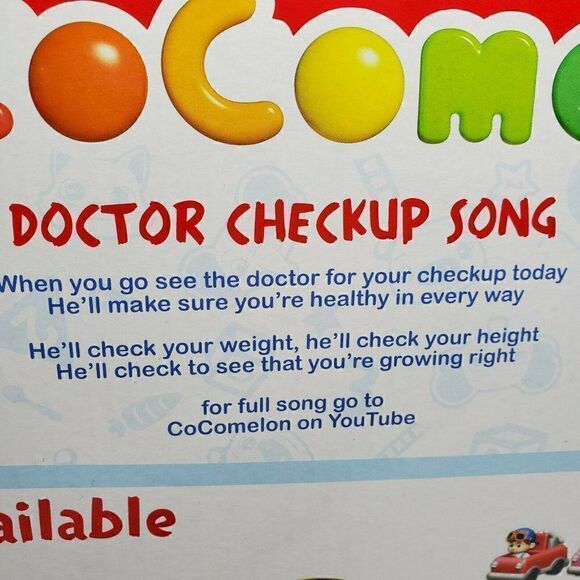 oCoMe
DOCTOR CHECKUP SONG
When you go see the doctor for your checkup today
He'll make sure you're healthy in every way
He'll check your weight, he'll check your height
He'll check to see that you're growing right
for full song go to
CoComelon on YouTube
ailable